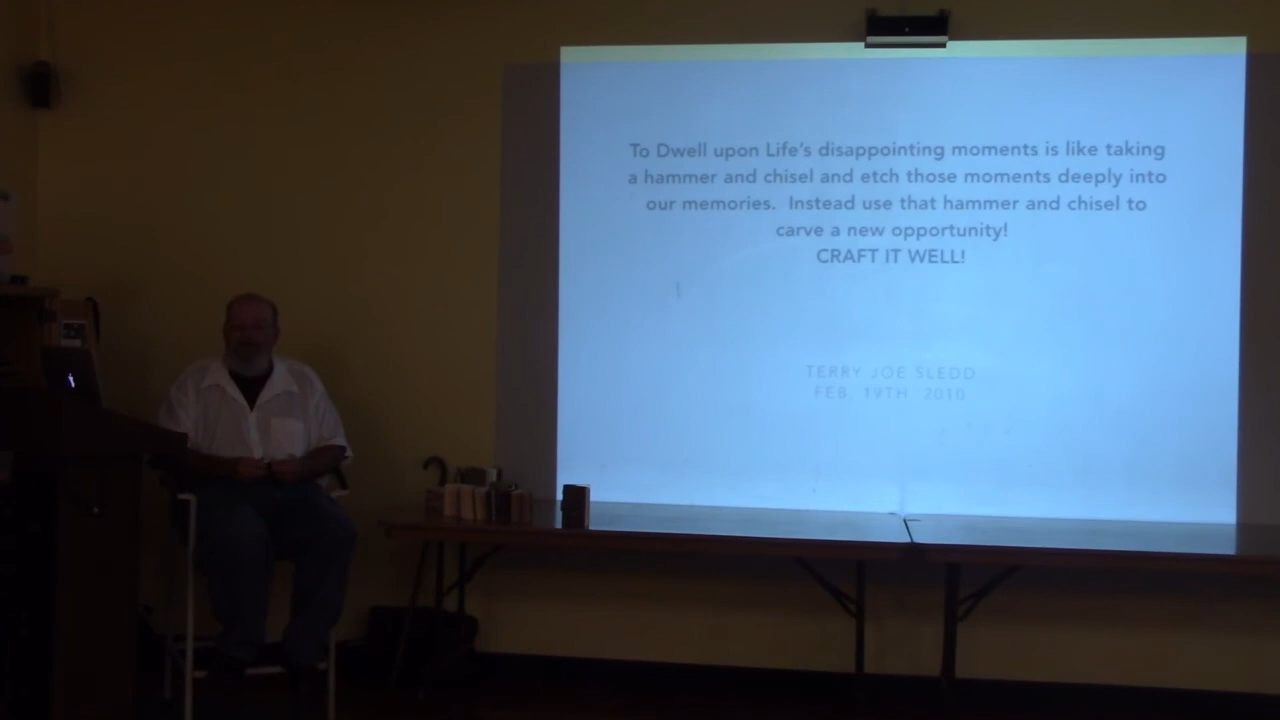 To Dwell upon Life's disappointing moments is like taking
a hammer and chisel and etch those moments deeply into
our memories. Instead use that hammer and chisel to
carve a new opportunity!
CRAFT IT WELL!
TERRY JOE SLEDD
FEB. 19TH 2010